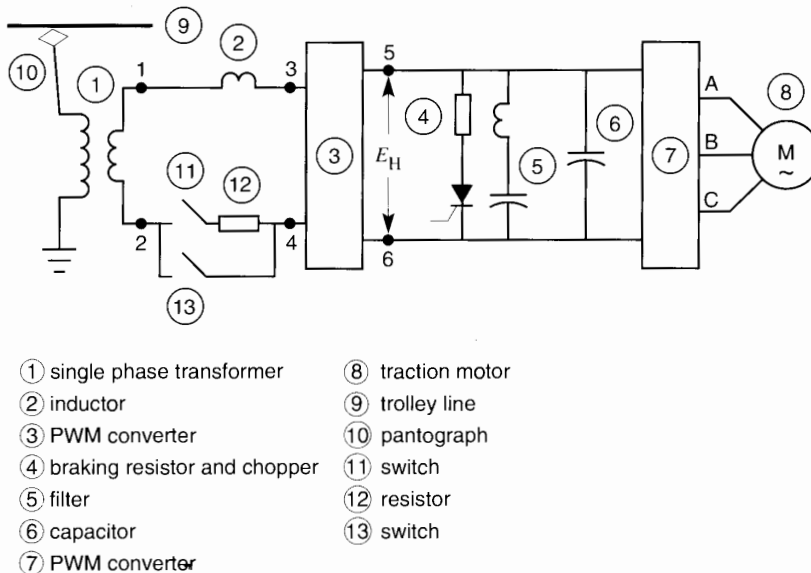 9
10
1
1
2
3
5
4
5
6
A
8
11
12
3
E_H
7
B
M
~
C
2
4
6
13
① single phase transformer
② inductor
③ PWM converter
④ braking resistor and chopper
⑤ filter
⑥ capacitor
⑦ PWM convertor
⑧ traction motor
⑨ trolley line
⑩ pantograph
⑪ switch
⑫ resistor
⑬ switch